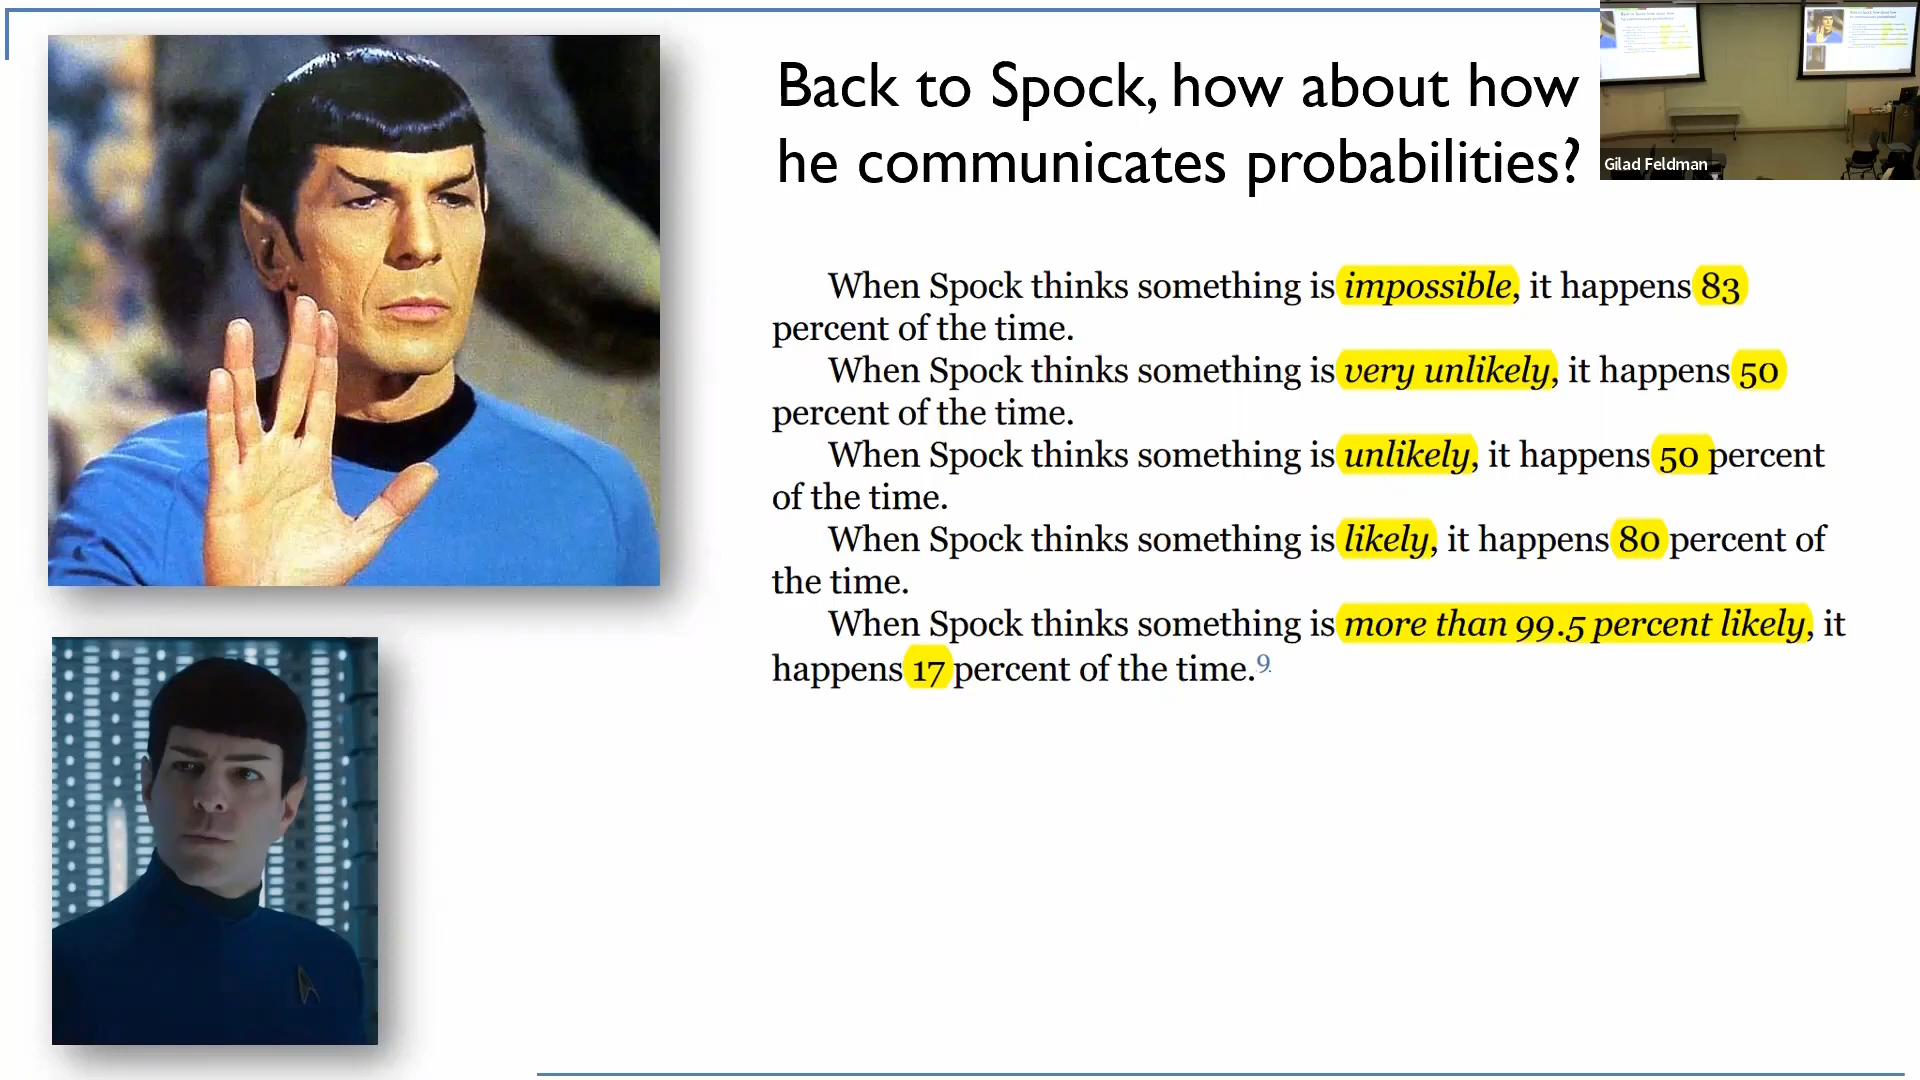 Back to Spock, how about how
he communicates probabilities?
Gilad Feldman
When Spock thinks something is impossible, it happens 83
percent of the time.
When Spock thinks something is very unlikely, it happens 50
percent of the time.
When Spock thinks something is unlikely, it happens 50 percent
of the time.
When Spock thinks something is likely, it happens 80 percent of
the time.
When Spock thinks something is more than 99.5 percent likely, it
happens 17 percent of the time.9